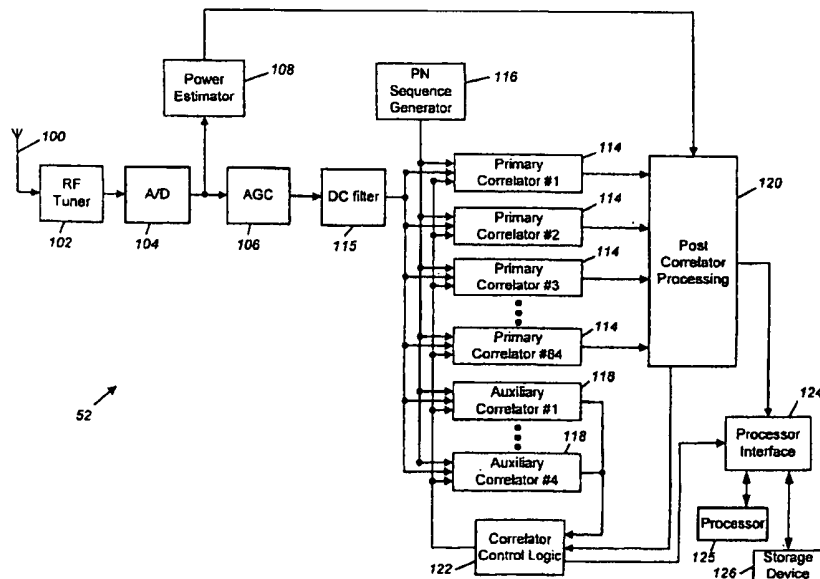 108
Power
Estimator
PN
Sequence
Generator
116
100
RF
Tuner
102
A/D
104
AGC
106
DC filter
115
114
Primary
Correlator #1
114
Primary
Correlator #2
114
Primary
Correlator #3
114
Primary
Correlator #84
118
Auxiliary
Correlator #1
118
Auxiliary
Correlator #4
120
Post
Correlator
Processing
52
124
Processor
Interface
Correlator
Control Logic
122
Processor
125
Storage
Device
126